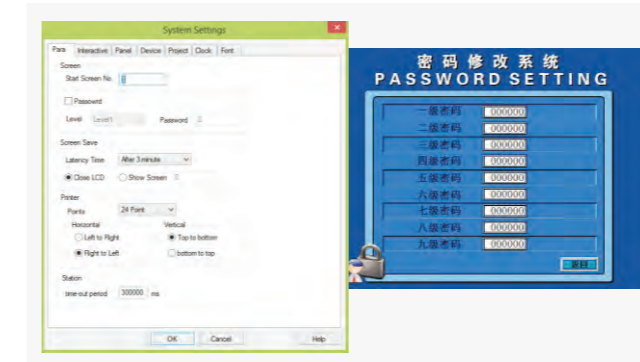 System Settings
Para Interactive Panel Device Project Clock Font
Screen
Start Screen No.
Password
Level Level1 Password
Screen Save
Latency Time After 3 minute
Close LCD Show Screen
Printer
Ponts 24 Point
Horizontal Vertical
Left to Right Top to bottom
Right to Left bottom to top
Station
time-out period 300000 ms
OK Cancel Help
密码修改系统
PASSWORD SETTING
一级密码 000000
二级密码 000000
三级密码 000000
四级密码 000000
五级密码 000000
六级密码 000000
七级密码 000000
八级密码 000000
九级密码 000000
返回